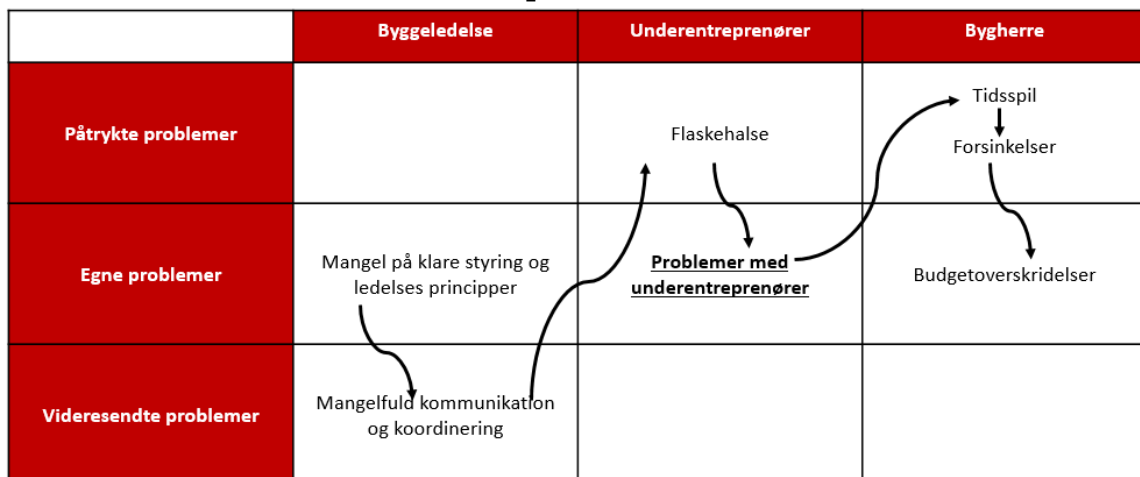 Byggeledelse
Underentreprenører
Bygherre
Påtrykte problemer
Flaskehalse
Tidsspil
Forsinkelser
Egne problemer
Mangel på klare styring og
ledelses principper
Problemer med
underentreprenører
Budgetoverskridelser
Videresendte problemer
Mangelfuld kommunikation
og koordinering